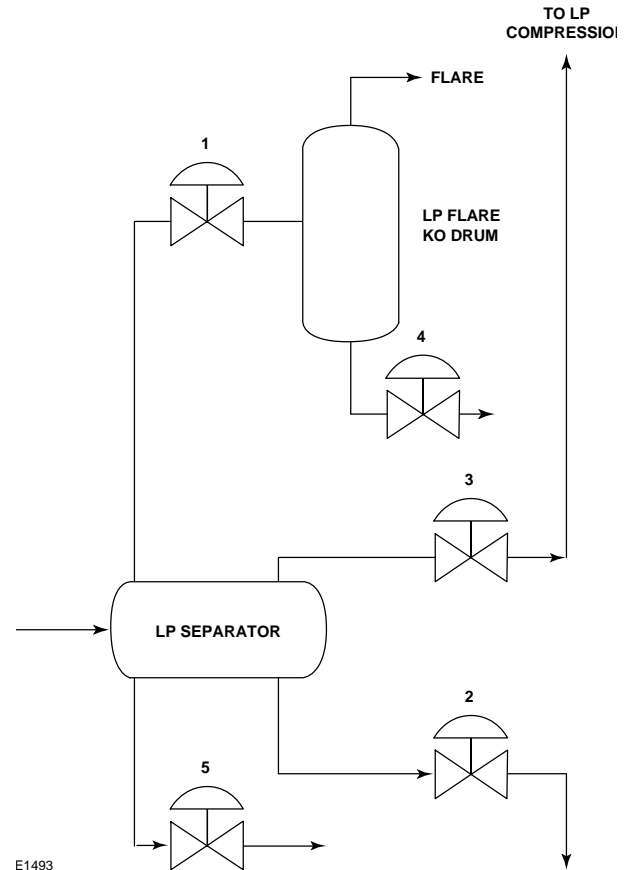 TO LP
COMPRESSION
FLARE
1
LP FLARE
KO DRUM
4
3
LP SEPARATOR
2
5
E1493